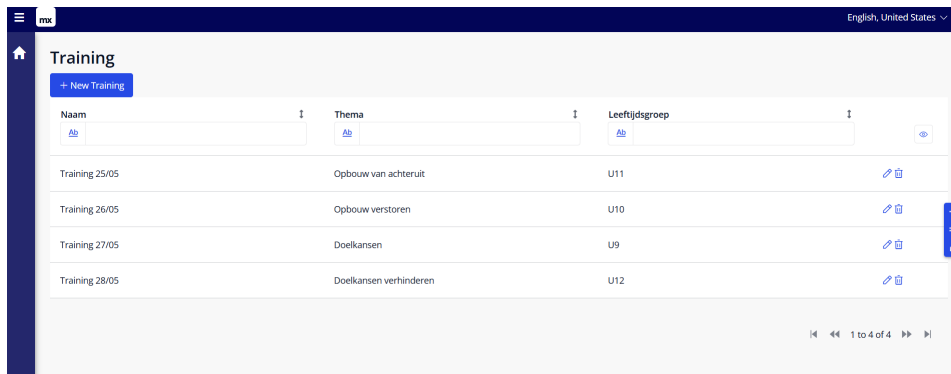 mx
English, United States
Training
+ New Training
Naam Thema Leeftijdsgroep
Ab Ab Ab
Training 25/05 Opbouw van achteruit U11
Training 26/05 Opbouw verstoren U10
Training 27/05 Doelkansen U9
Training 28/05 Doelkansen verhinderen U12
1 to 4 of 4